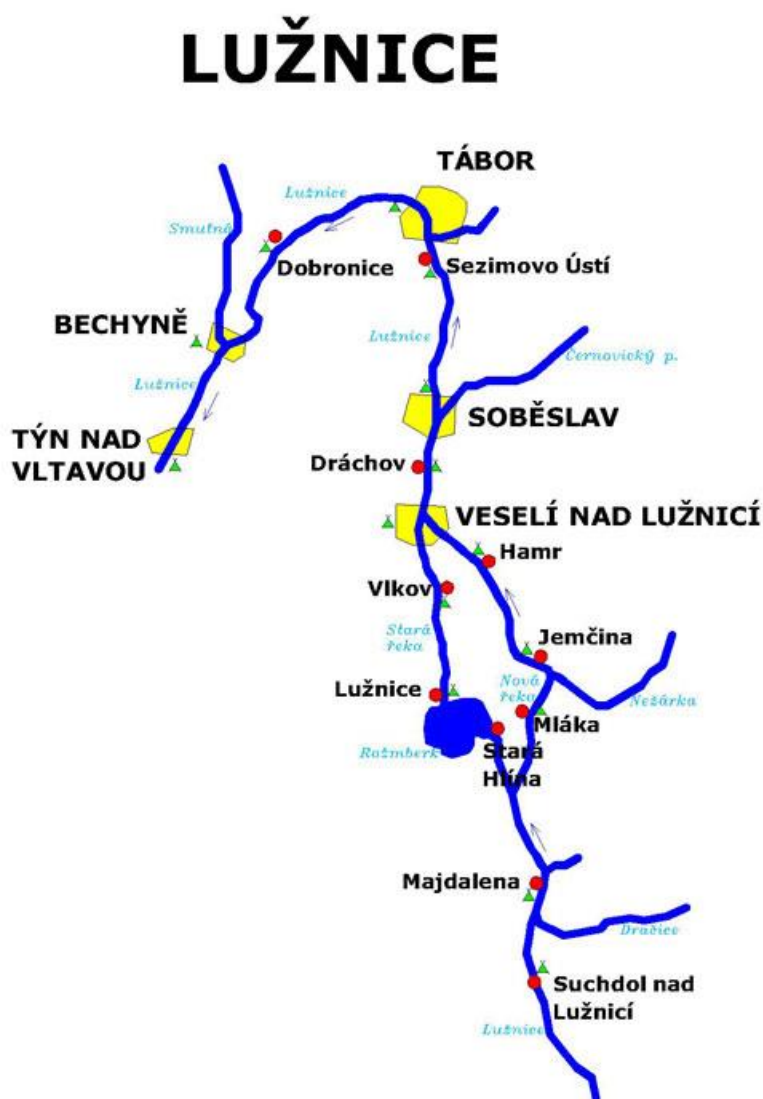 LUŽNICE
TÁBOR
Lužnice
Smutná
Dobronice
Sezimovo Ústí
BECHYNĚ
Lužnice
Černovický p.
Lužnice
SOBĚSLAV
TÝN NAD
VLTAVOU
Dráchov
VESELÍ NAD LUŽNICÍ
Hamr
Vlkov
Stará
řeka
Jemčina
Nová
řeka
Lužnice
Nežárka
Mláka
Rožmberk
Stará
Hlína
Majdalena
Dračice
Suchdol nad
Lužnicí
Lužnice